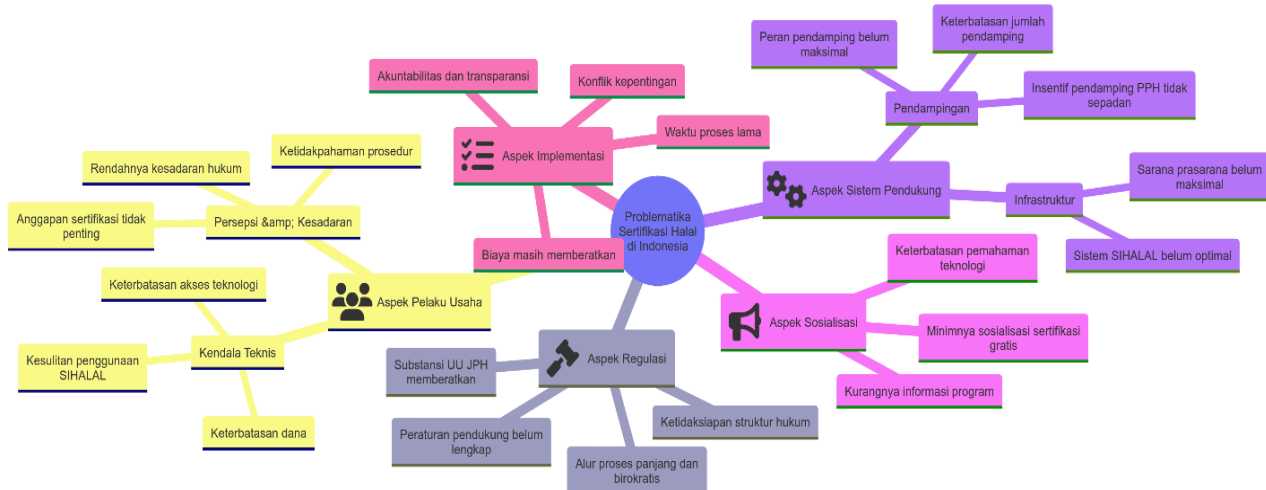 Problematika
Sertifikasi Halal
di Indonesia
Aspek Implementasi
Akuntabilitas dan transparansi
Konflik kepentingan
Waktu proses lama
Biaya masih memberatkan
Aspek Sistem Pendukung
Pendampingan
Peran pendamping belum
maksimal
Keterbatasan jumlah
pendamping
Insentif pendamping PPH tidak
sepadan
Infrastruktur
Sarana prasarana belum
maksimal
Sistem SIHALAL belum optimal
Aspek Pelaku Usaha
Persepsi &amp; Kesadaran
Ketidakpahaman prosedur
Rendahnya kesadaran hukum
Anggapan sertifikasi tidak
penting
Kendala Teknis
Keterbatasan akses teknologi
Kesulitan penggunaan
SIHALAL
Keterbatasan dana
Aspek Regulasi
Substansi UU JPH
memberatkan
Peraturan pendukung belum
lengkap
Alur proses panjang dan
birokratis
Ketidaksiapan struktur hukum
Aspek Sosialisasi
Keterbatasan pemahaman
teknologi
Minimnya sosialisasi sertifikasi
gratis
Kurangnya informasi program